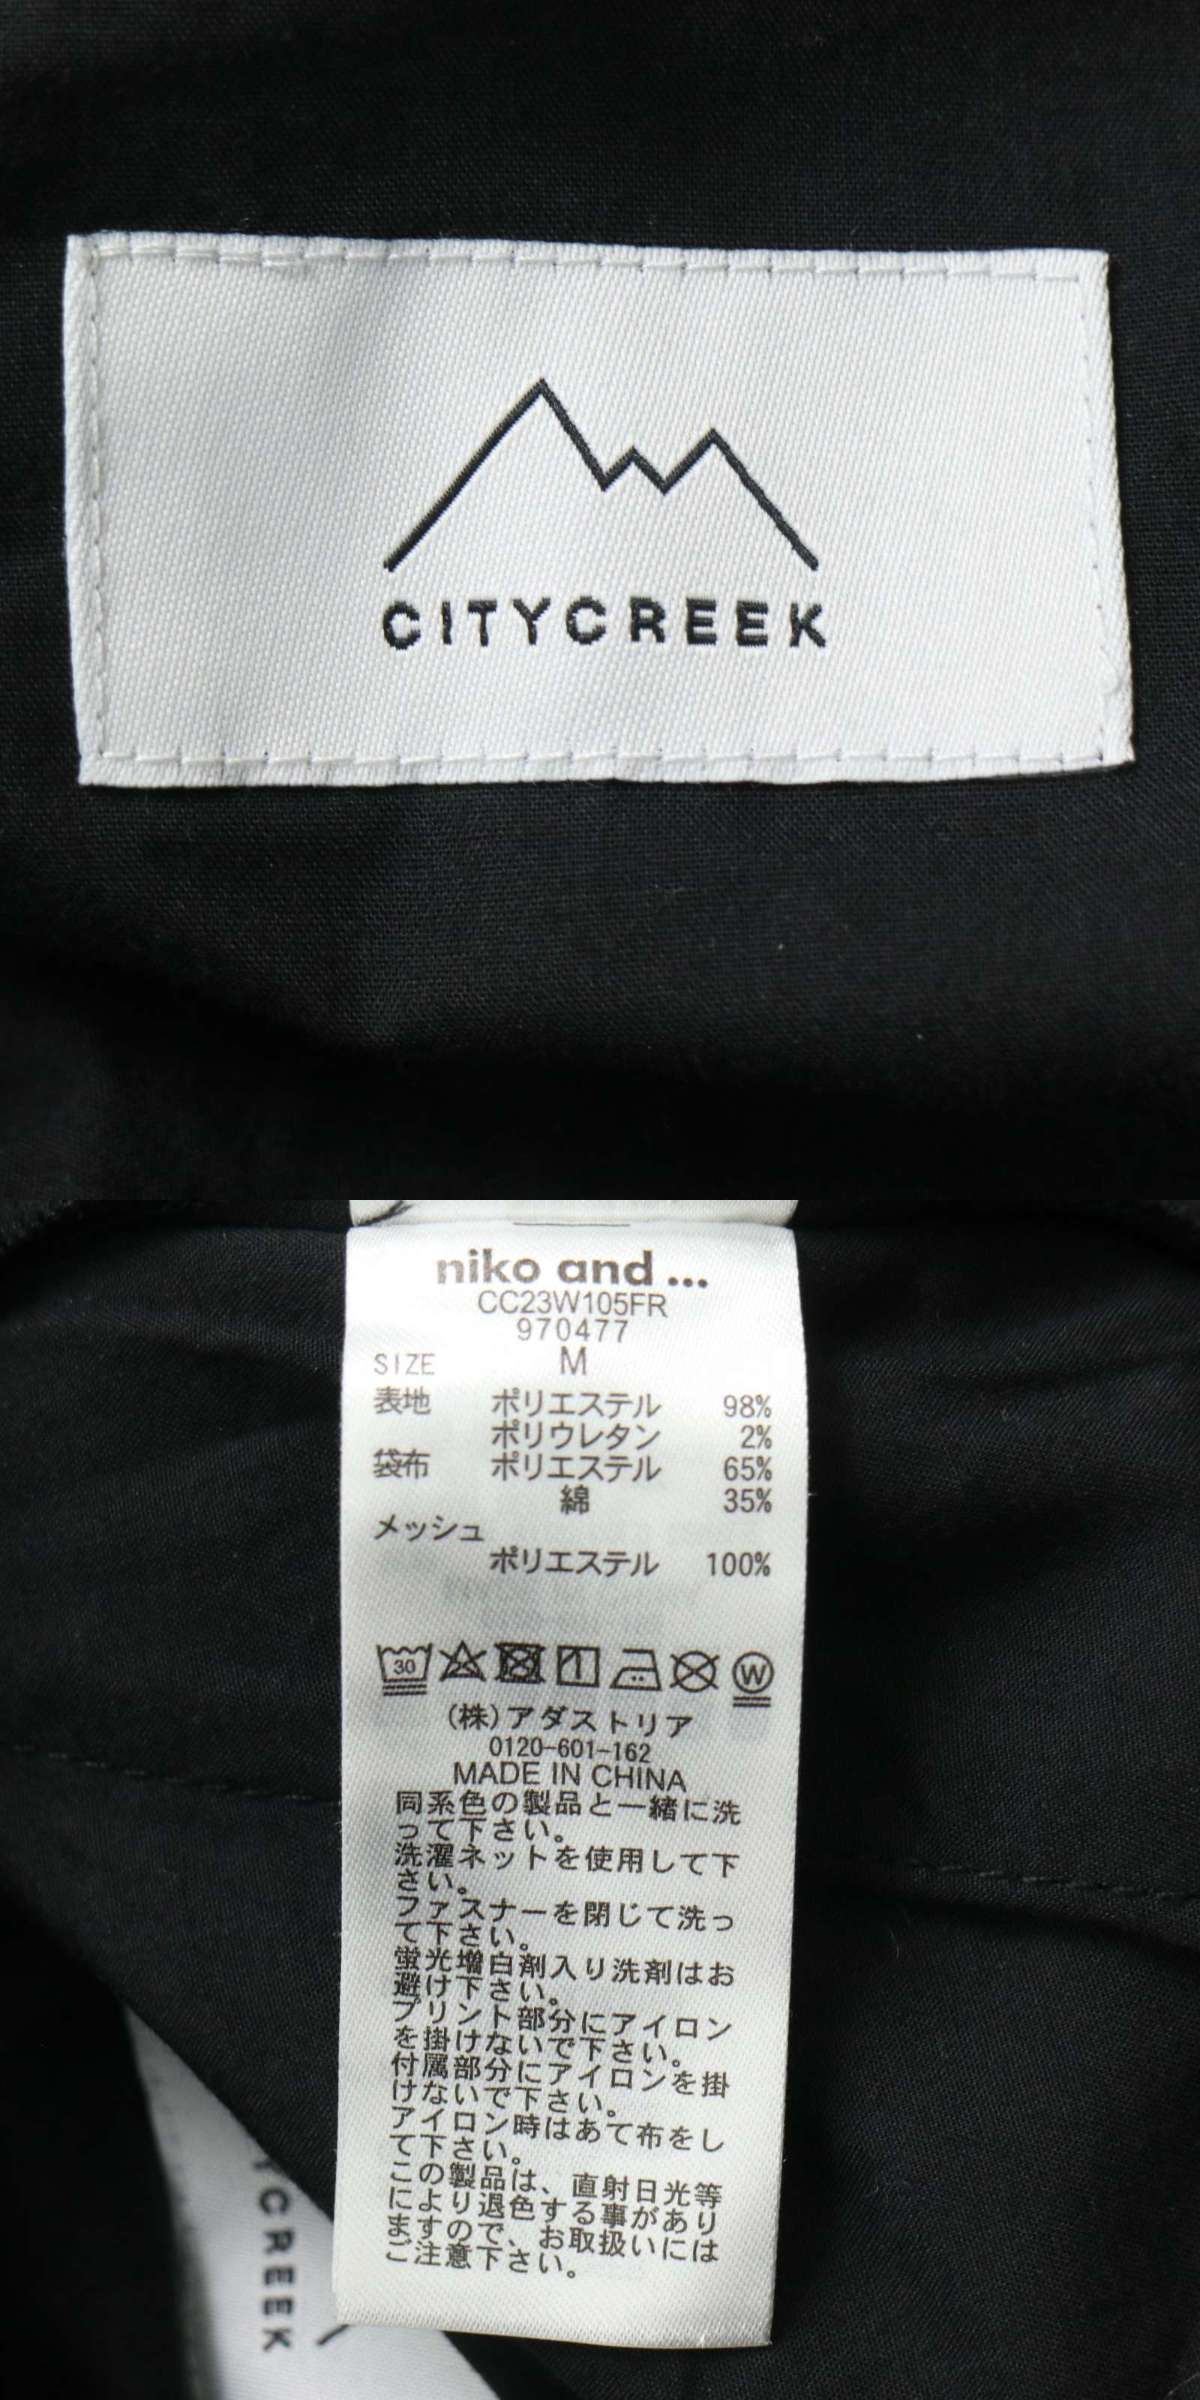 CITYCREEK
niko and ...
CC23W105FR
970477
SIZE M
表地 ポリエステル 98%
ポリウレタン 2%
袋布 ポリエステル 65%
綿 35%
メッシュ
ポリエステル 100%
30 W
(株)アダストリア
0120-601-162
MADE IN CHINA
同系色の製品と一緒に洗
って下さい。
洗濯ネットを使用して下
さい。
ファスナーを閉じて洗っ
て下さい。
蛍光増白剤入り洗剤はお
避け下さい。
プリント部分にアイロン
を掛けないで下さい。
付属部分にアイロンを掛
けないで下さい。
アイロン時はあて布をし
て下さい。
この製品は、直射日光等
により退色する事があり
ますので、お取扱いには
ご注意下さい。
YCREEK